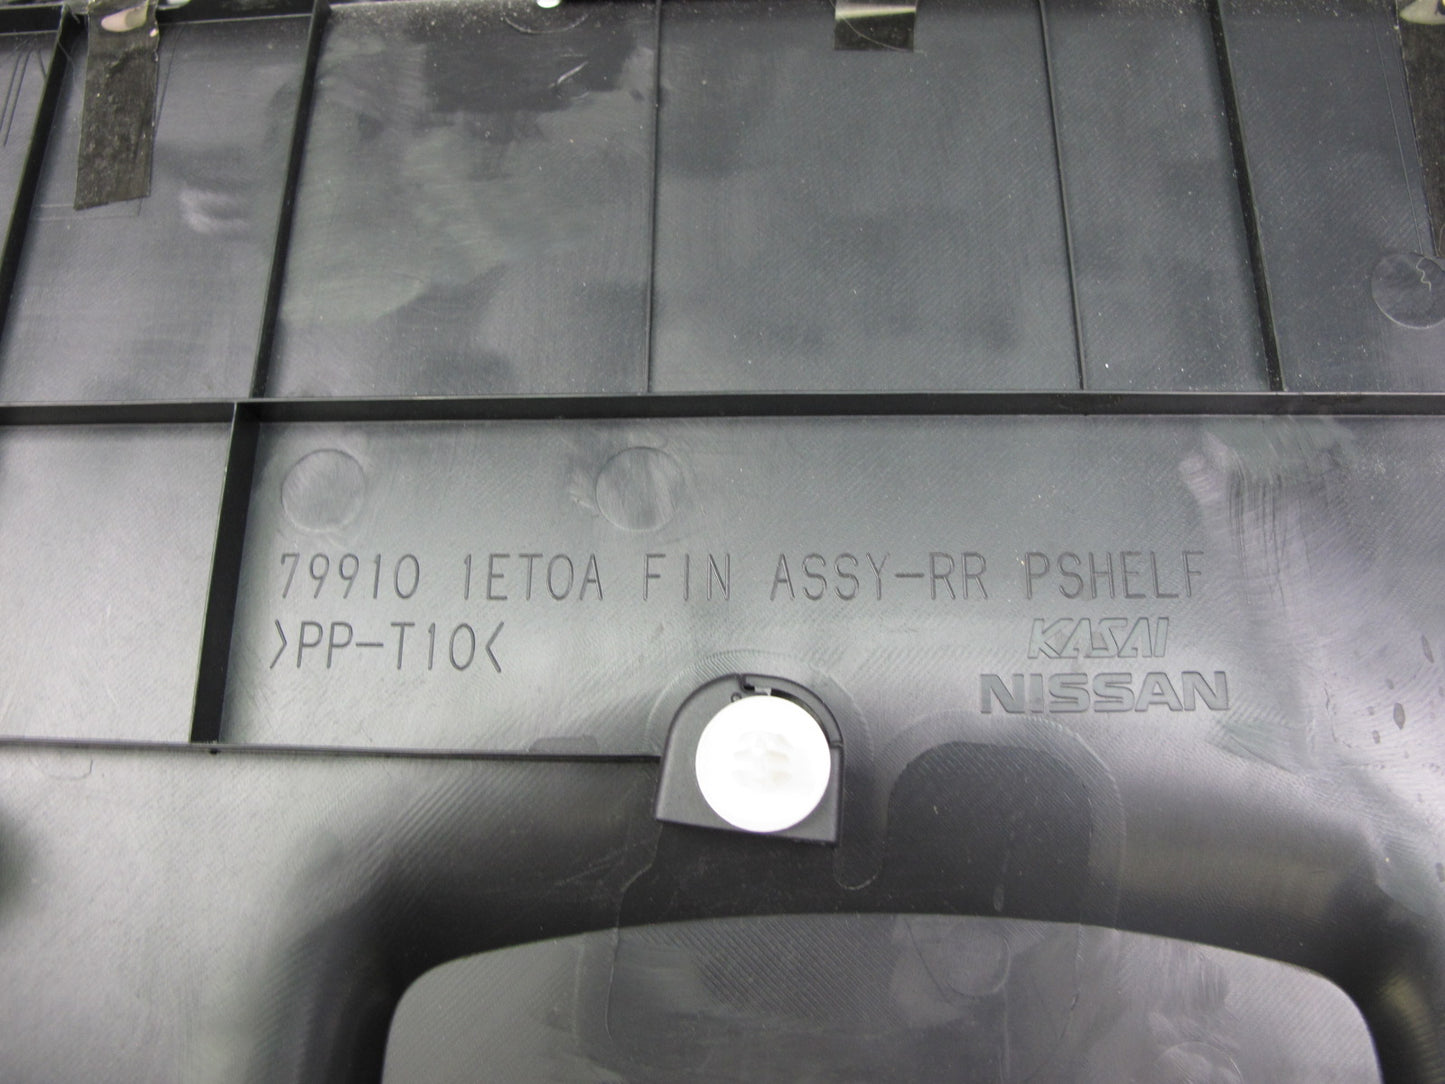 79910 1ET0A FIN ASSY-RR PSHELF
>PP-T10<
KASAI
NISSAN